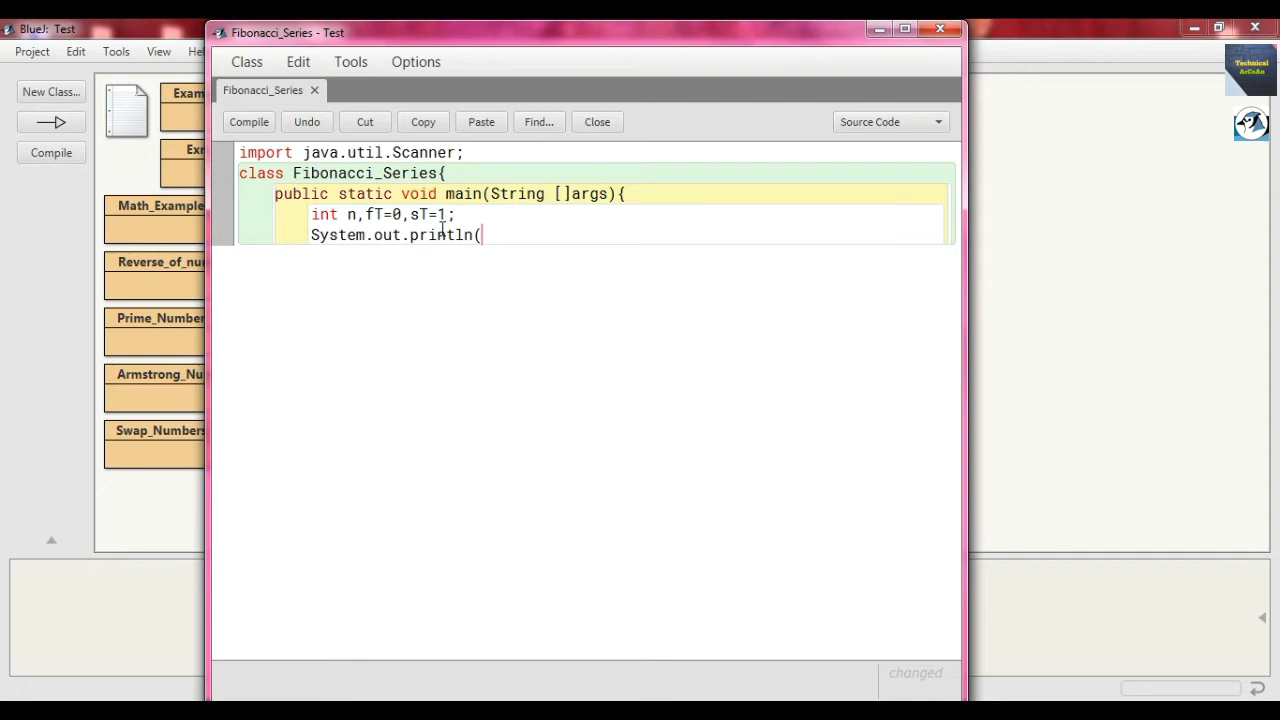 BlueJ: Test
Project Edit Tools View
New Class...
Compile
Math_Example
Reverse_of_nu
Prime_Number
Armstrong_Nu
Swap_Numbers
Fibonacci_Series - Test
Class Edit Tools Options
Fibonacci_Series
Compile Undo Cut Copy Paste Find... Close Source Code
import java.util.Scanner;
class Fibonacci_Series{
public static void main(String []args){
int n,fT=0,sT=1;
System.out.println(
changed
Technical
ArCoAn